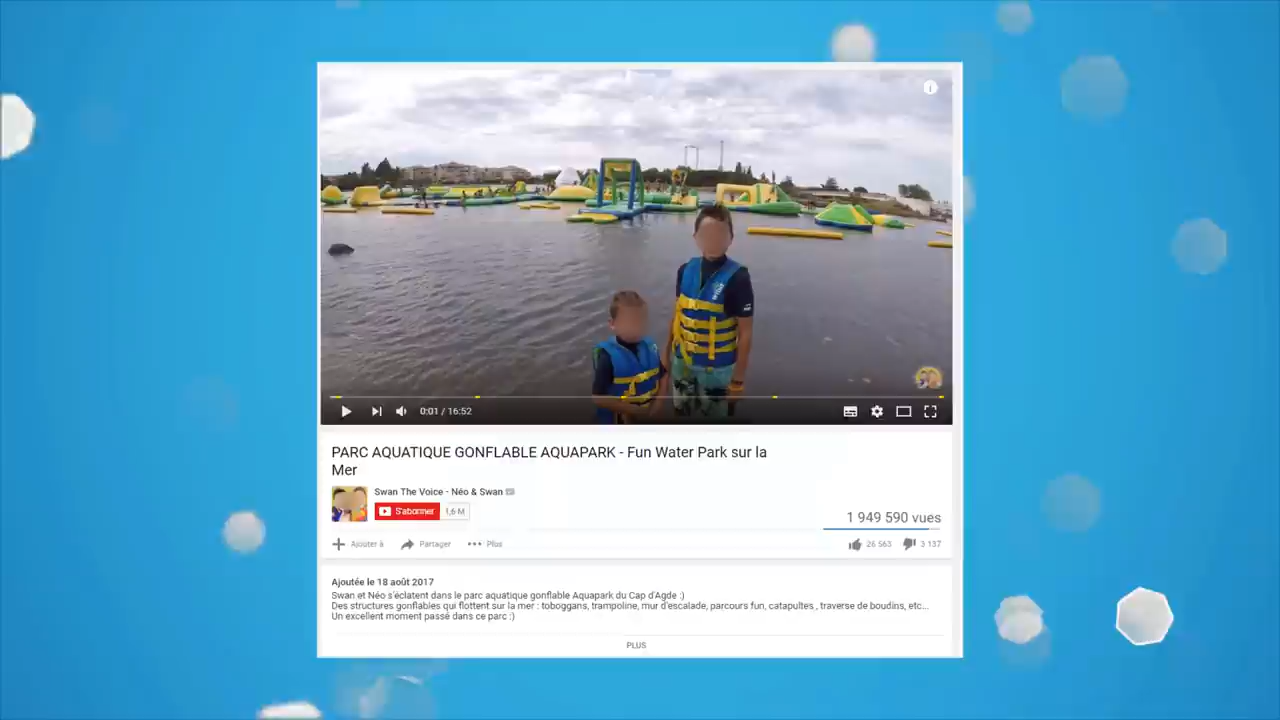 0:01 / 16:52
PARC AQUATIQUE GONFLABLE AQUAPARK - Fun Water Park sur la
Mer
Swan The Voice - Néo & Swan
S'abonner 1,6 M
1 949 590 vues
Ajouter à Partager Plus 26 563 3 137
Ajoutée le 18 août 2017
Swan et Néo s'éclatent dans le parc aquatique gonflable Aquapark du Cap d'Agde :)
Des structures gonflables qui flottent sur la mer : toboggans, trampoline, mur d'escalade, parcours fun, catapultes , traverse de boudins, etc...
Un excellent moment passé dans ce parc :)
PLUS